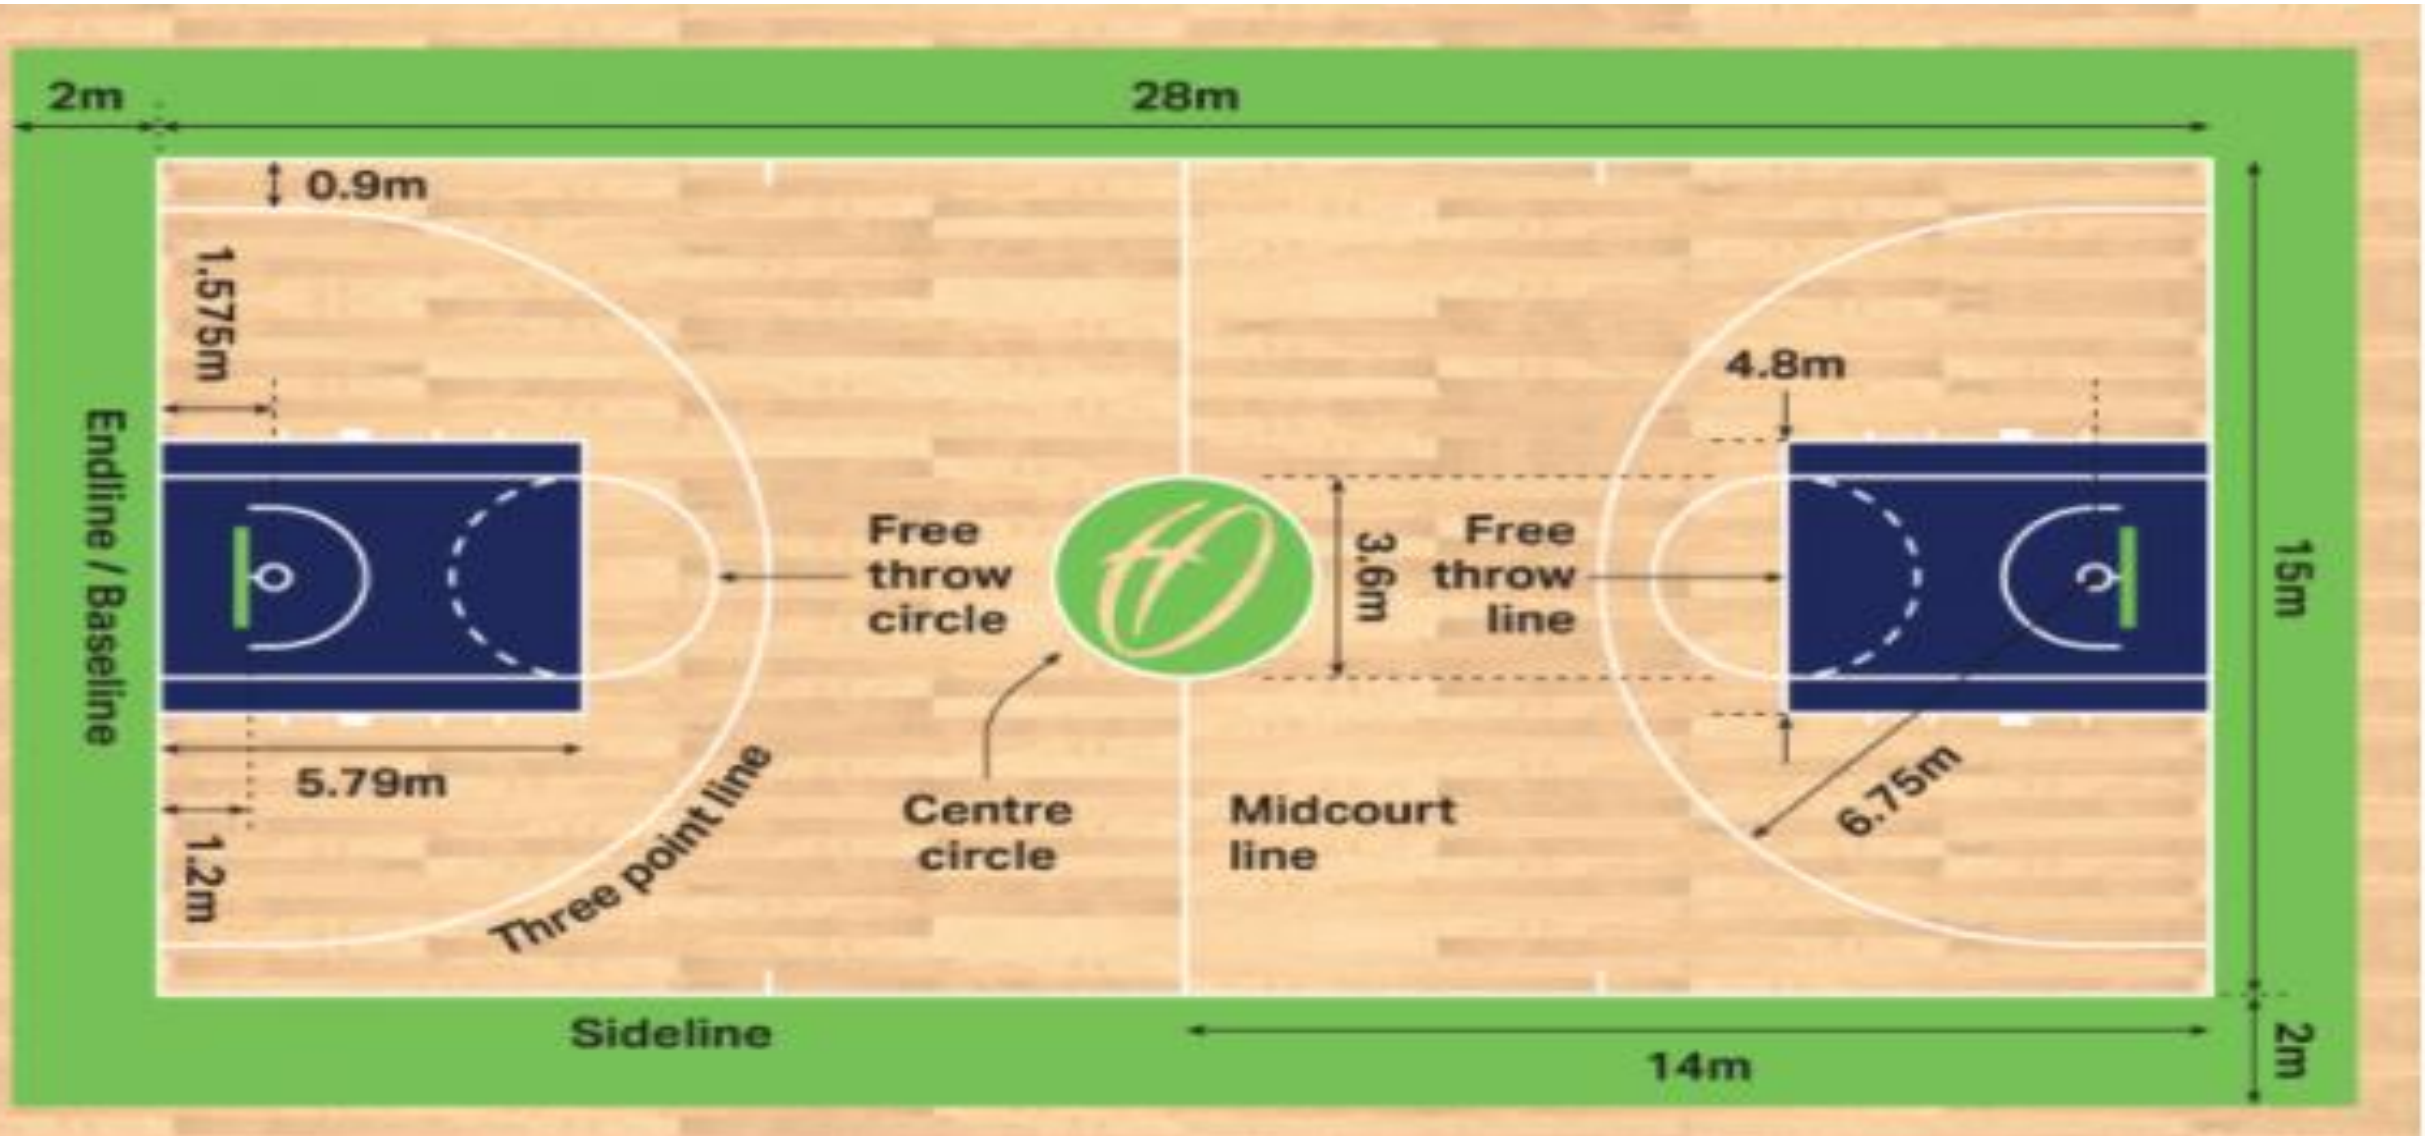 2m
28m
0.9m
1.575m
4.8m
Endline / Baseline
Free
throw
circle
3.6m
Free
throw
line
15m
5.79m
6.75m
Three point line
Centre
circle
Midcourt
line
1.2m
Sideline
14m
2m